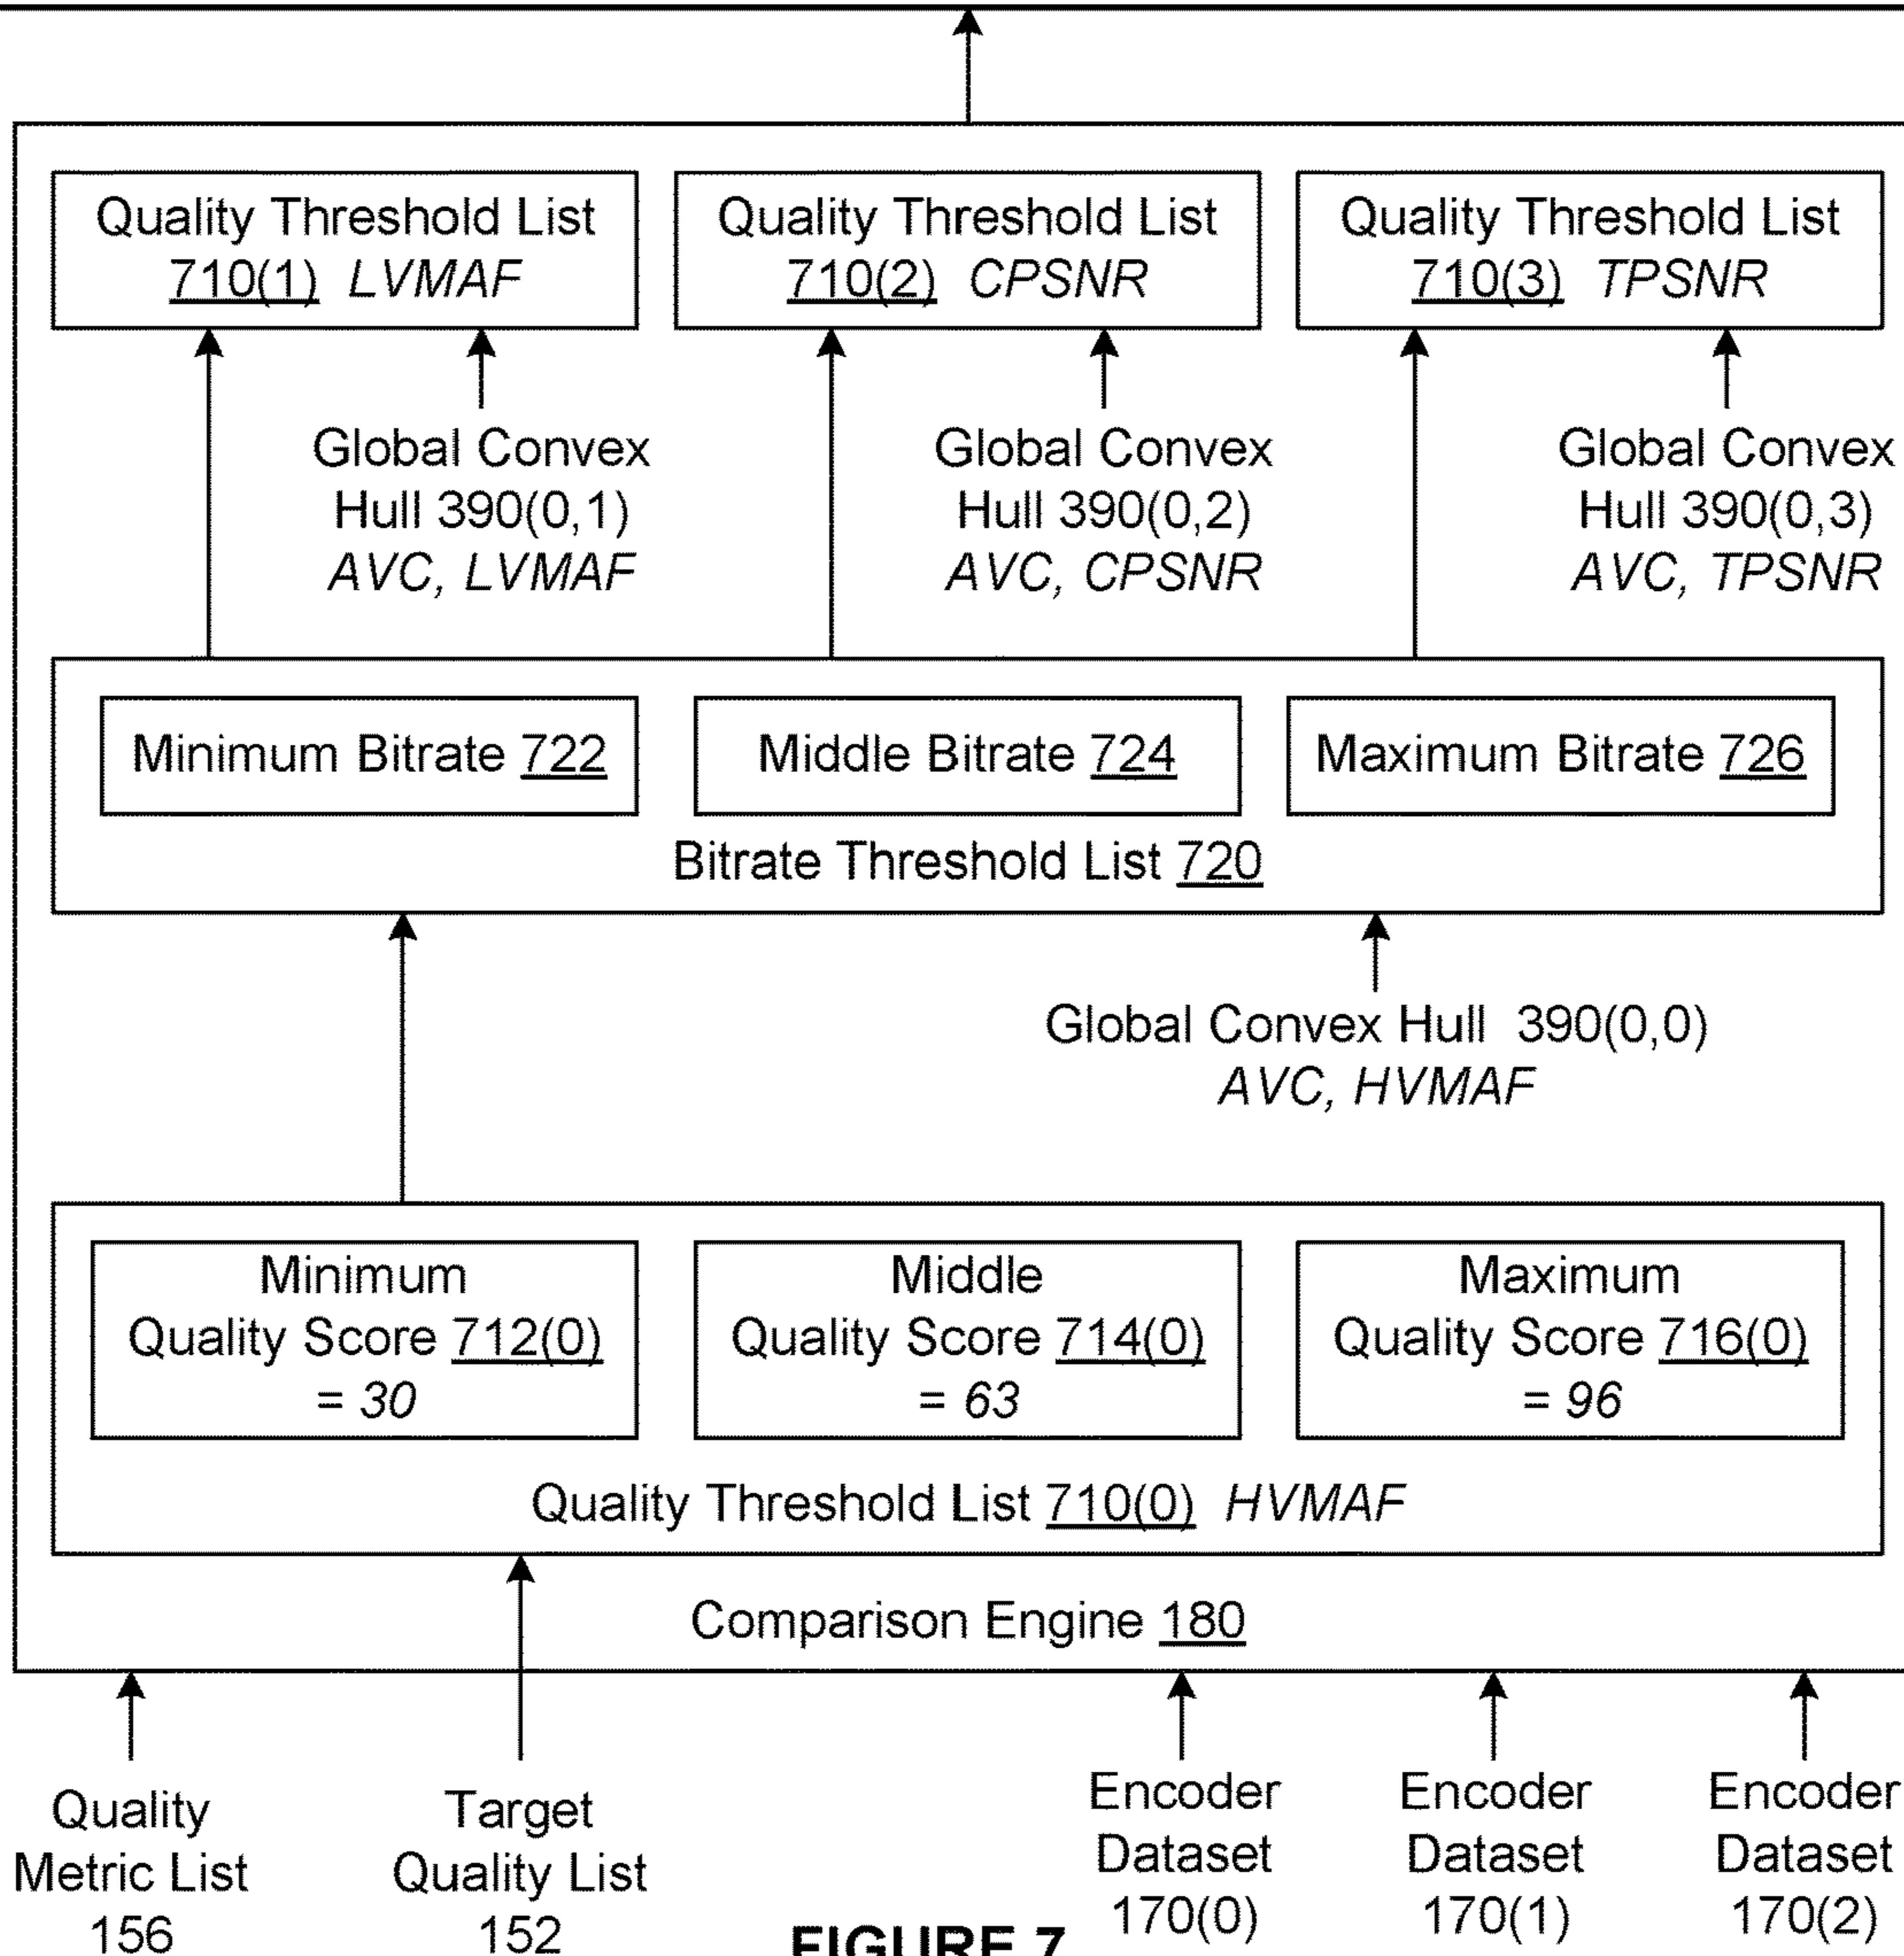 Quality Threshold List
710(1) LVMAF
Quality Threshold List
710(2) CPSNR
Quality Threshold List
710(3) TPSNR
Global Convex
Hull 390(0,1)
AVC, LVMAF
Global Convex
Hull 390(0,2)
AVC, CPSNR
Global Convex
Hull 390(0,3)
AVC, TPSNR
Minimum Bitrate 722
Middle Bitrate 724
Maximum Bitrate 726
Bitrate Threshold List 720
Global Convex Hull 390(0,0)
AVC, HVMAF
Minimum
Quality Score 712(0)
= 30
Middle
Quality Score 714(0)
= 63
Maximum
Quality Score 716(0)
= 96
Quality Threshold List 710(0) HVMAF
Comparison Engine 180
Quality
Metric List
156
Target
Quality List
152
Encoder
Dataset
170(0)
Encoder
Dataset
170(1)
Encoder
Dataset
170(2)
FIGURE 7